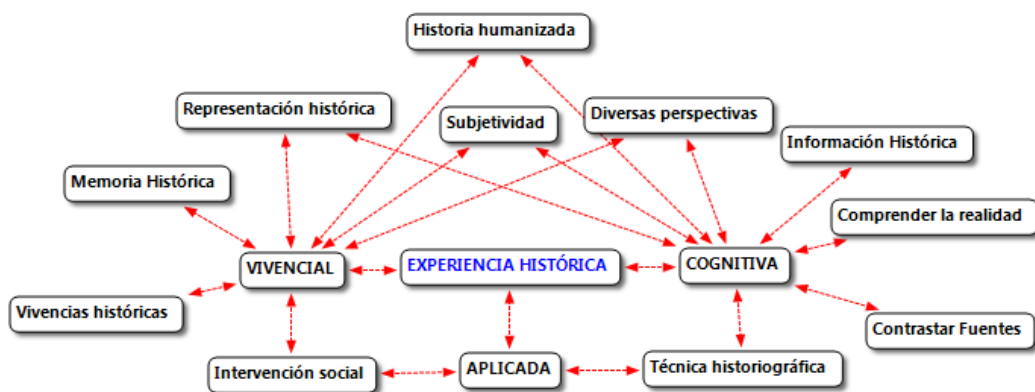 Historia humanizada
Representación histórica
Subjetividad
Diversas perspectivas
Información Histórica
Memoria Histórica
Comprender la realidad
VIVENCIAL
EXPERIENCIA HISTÓRICA
COGNITIVA
Vivencias históricas
Contrastar Fuentes
Intervención social
APLICADA
Técnica historiográfica